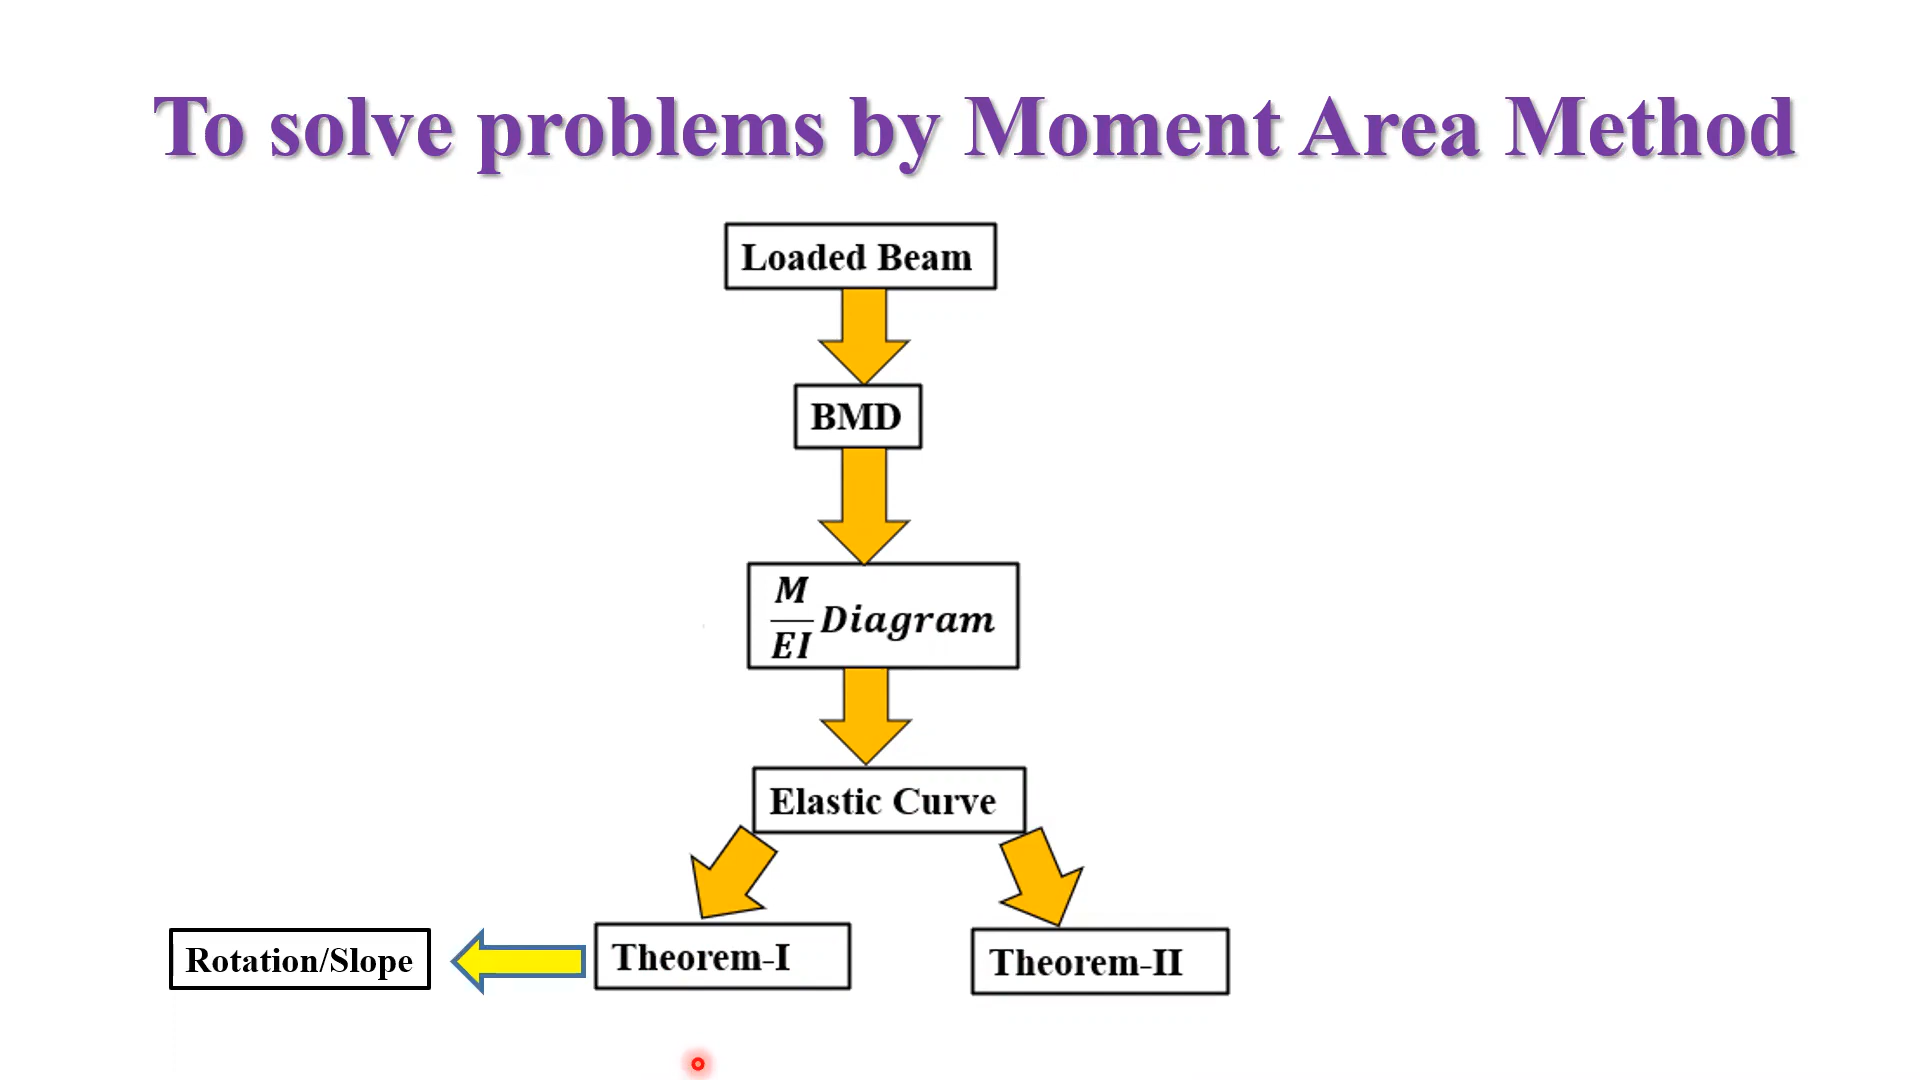 To solve problems by Moment Area Method
Loaded Beam
BMD
M
EI
Diagram
Elastic Curve
Rotation/Slope
Theorem-I
Theorem-II